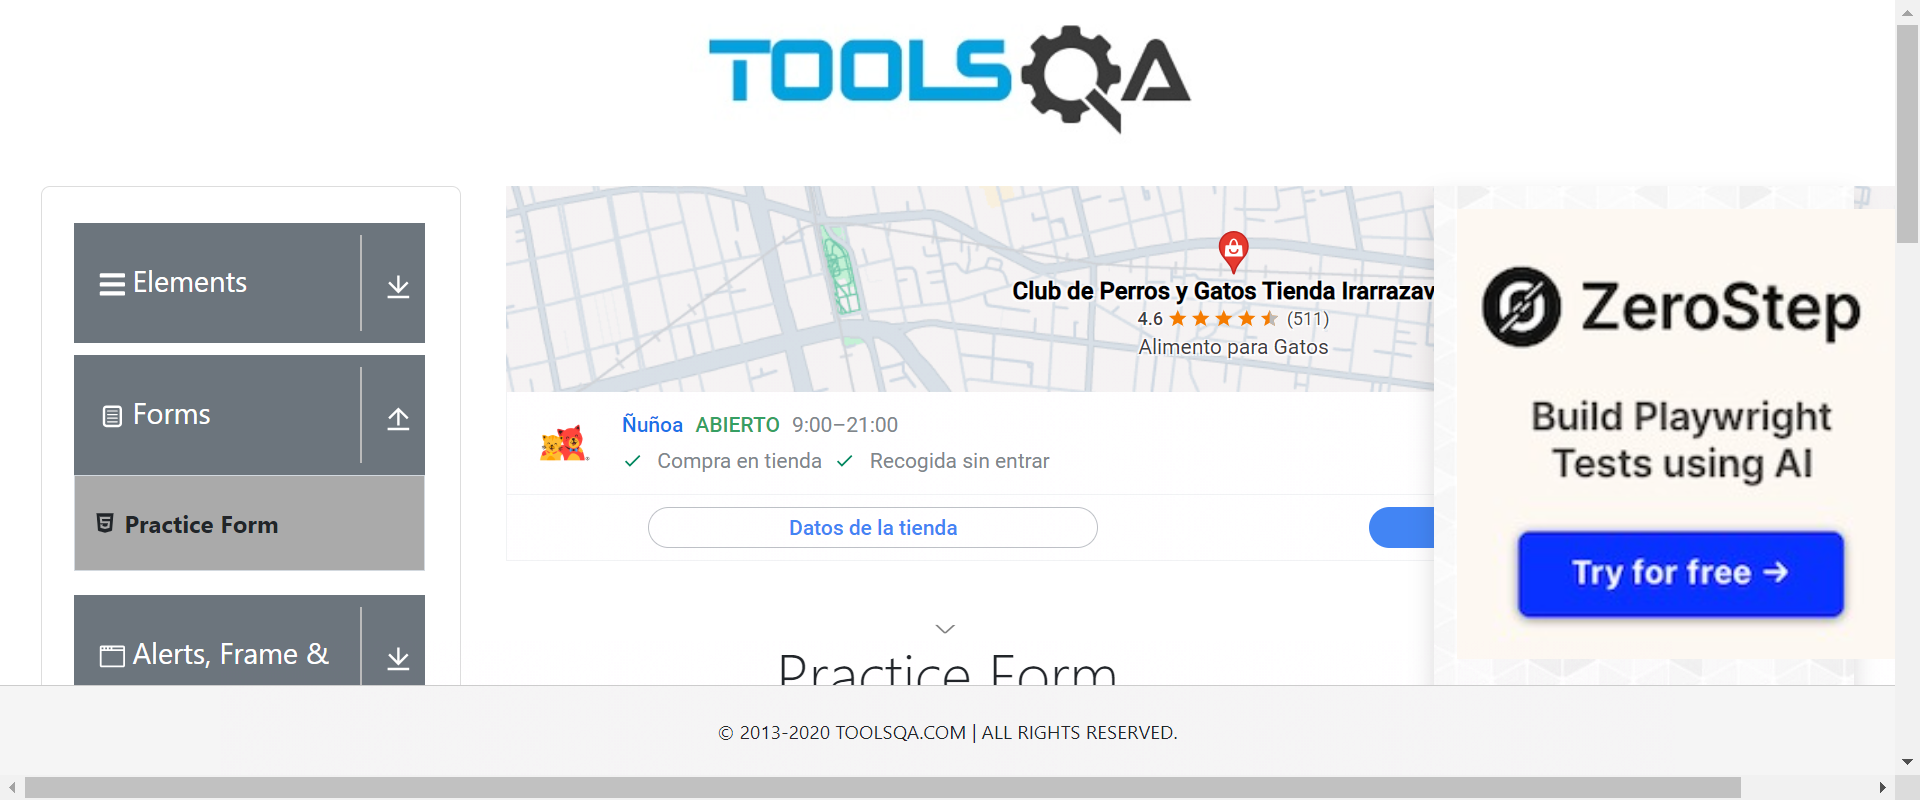 TOOLSQA
Elements
Forms
Practice Form
Alerts, Frame &
Club de Perros y Gatos Tienda Irarrazav
4.6 (511)
Alimento para Gatos
Ñuñoa ABIERTO 9:00–21:00
Compra en tienda Recogida sin entrar
Datos de la tienda
ZeroStep
Build Playwright
Tests using AI
Try for free →
Practice Form
© 2013-2020 TOOLSQA.COM | ALL RIGHTS RESERVED.